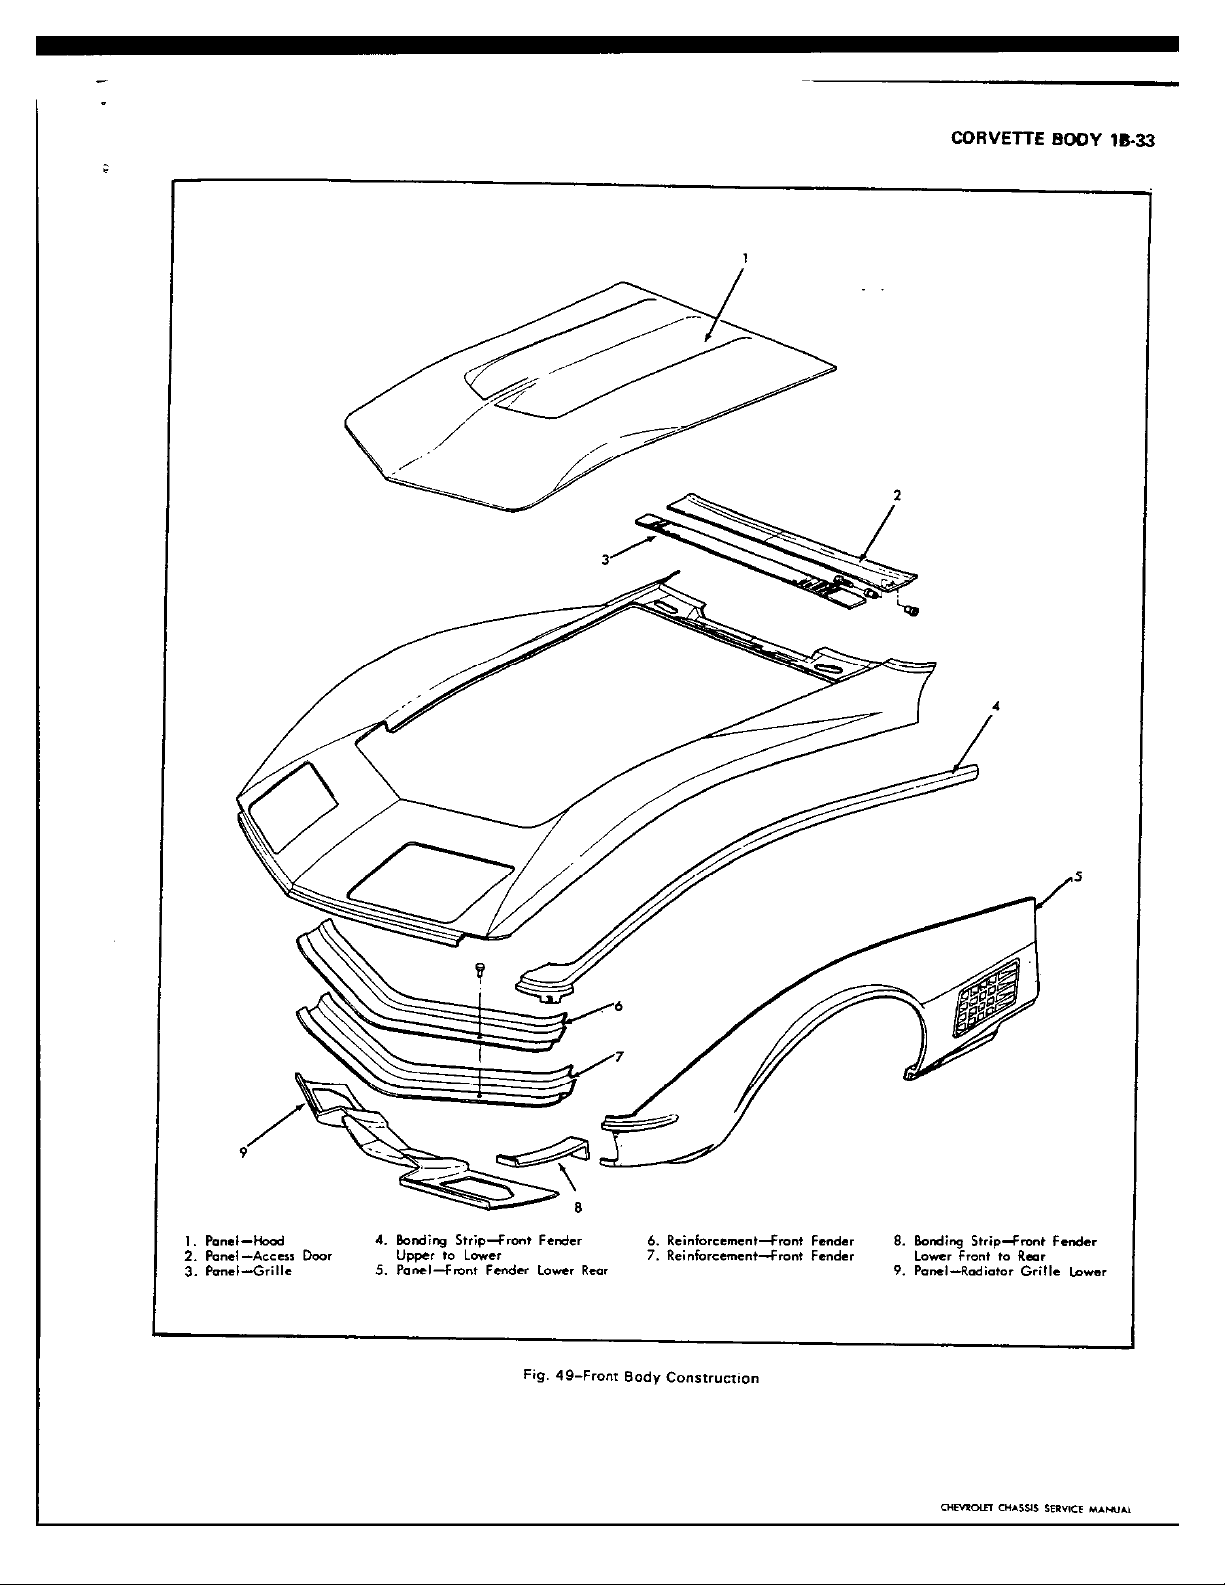 CORVETTE BODY 1B-33
1
2
3
4
5
6
7
9
8
1. Panel—Hood
2. Panel—Access Door
3. Panel—Grille
4. Bonding Strip—Front Fender
Upper to Lower
5. Panel—Front Fender Lower Rear
6. Reinforcement—Front Fender
7. Reinforcement—Front Fender
8. Bonding Strip—Front Fender
Lower Front to Rear
9. Panel—Radiator Grille Lower
Fig. 49–Front Body Construction
CHEVROLET CHASSIS SERVICE MANUAL